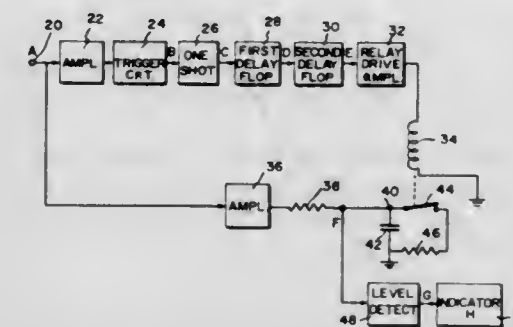 20
22
24
26
28
30
32
A
AMPL
TRIGGER
CKT.
B
ONE
SHOT
C
FIRST
DELAY
FLOP
D
SECOND
DELAY
FLOP
E
RELAY
DRIVE
AMPL
34
36
AMPL
38
40
44
F
42
46
LEVEL
DETECT
G
INDICATOR
H
48